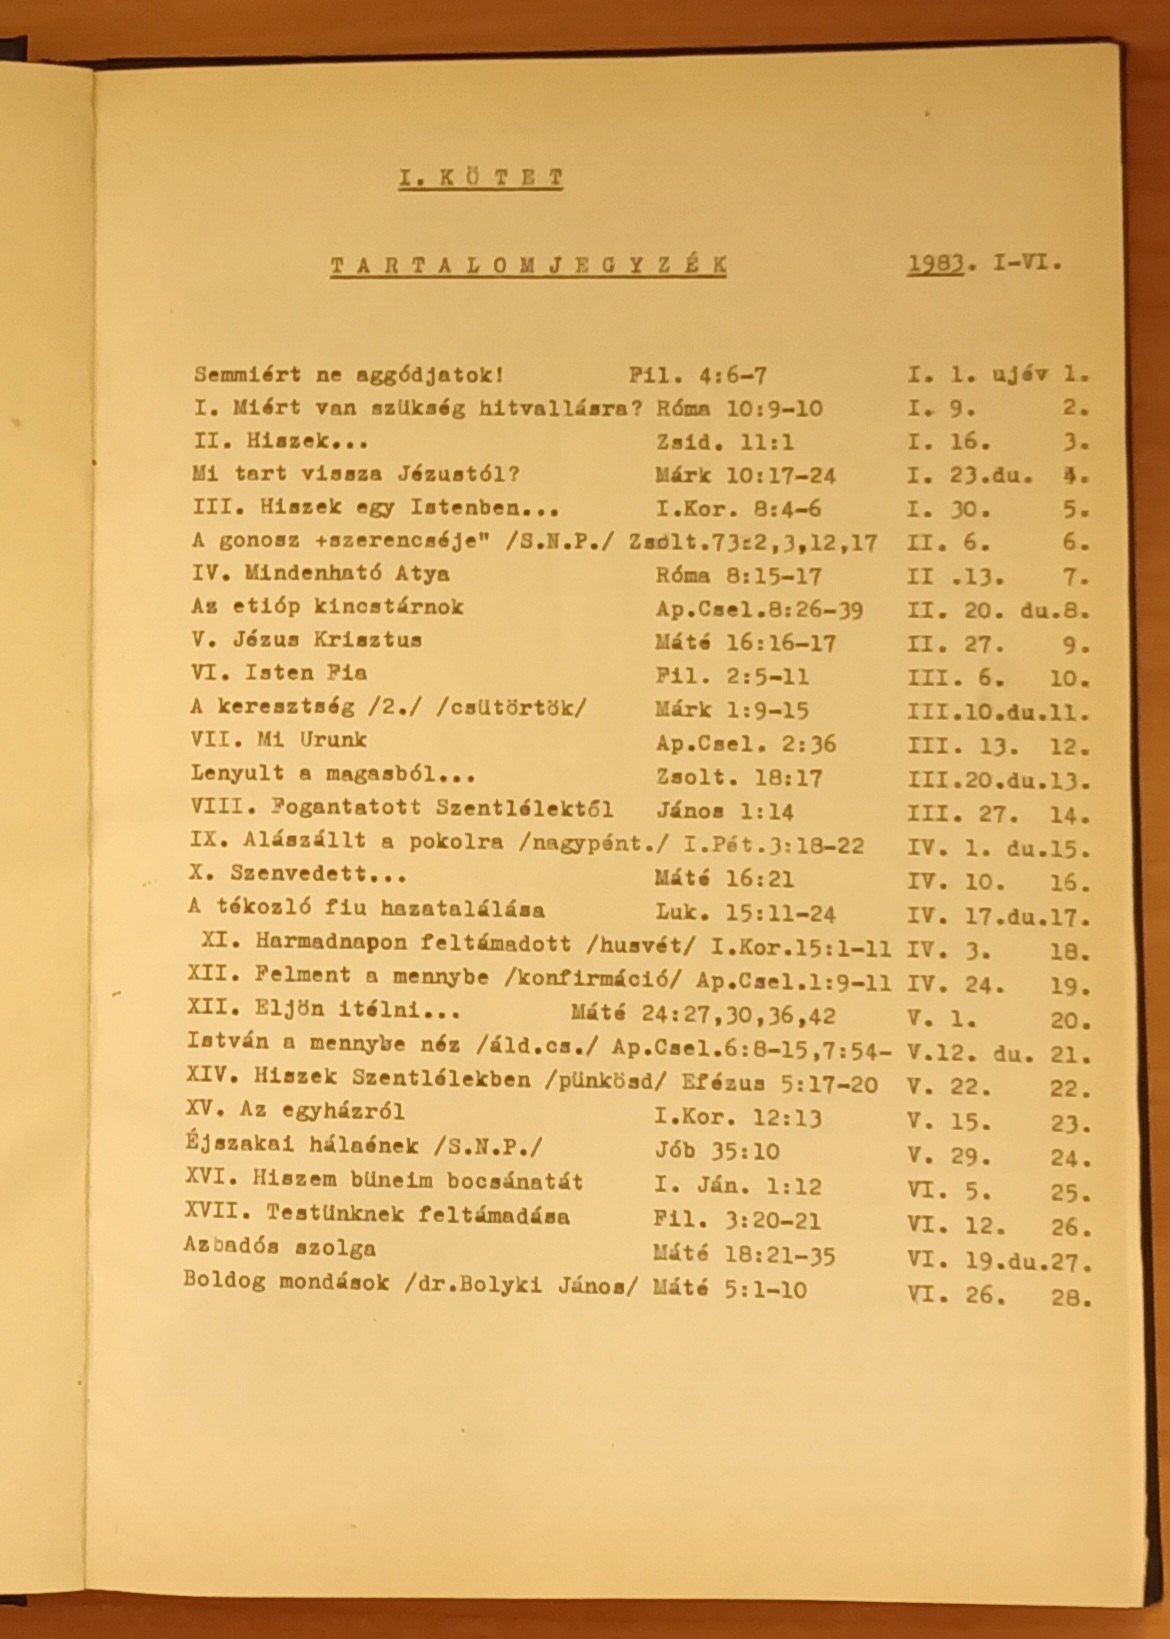 I. K Ö T E T
T A R T A L O M J E G Y Z É K 1983. I-VI.
Semmiért ne aggódjatok! Fil. 4:6-7 I. 1. ujév 1.
I. Miért van szükség hitvallásra? Róma 10:9-10 I. 9. 2.
II. Hiszek... Zsid. 11:1 I. 16. 3.
Mi tart vissza Jézustól? Márk 10:17-24 I. 23.du. 4.
III. Hiszek egy Istenben... I.Kor. 8:4-6 I. 30. 5.
A gonosz +szerencséje" /S.N.P./ Zsolt.73:2,3,12,17 II. 6. 6.
IV. Mindenható Atya Róma 8:15-17 II .13. 7.
Az etióp kincstárnok Ap.Csel.8:26-39 II. 20. du.8.
V. Jézus Krisztus Máté 16:16-17 II. 27. 9.
VI. Isten Fia Fil. 2:5-11 III. 6. 10.
A keresztség /2./ /csütörtök/ Márk 1:9-15 III.10.du.11.
VII. Mi Urunk Ap.Csel. 2:36 III. 13. 12.
Lenyult a magasból... Zsolt. 18:17 III.20.du.13.
VIII. Fogantatott Szentlélektől János 1:14 III. 27. 14.
IX. Alászállt a pokolra /nagypént./ I.Pét.3:18-22 IV. 1. du.15.
X. Szenvedett... Máté 16:21 IV. 10. 16.
A tékozló fiu hazatalálása Luk. 15:11-24 IV. 17.du.17.
XI. Harmadnapon feltámadott /husvét/ I.Kor.15:1-11 IV. 3. 18.
XII. Felment a mennybe /konfirmáció/ Ap.Csel.1:9-11 IV. 24. 19.
XII. Eljön itélni... Máté 24:27,30,36,42 V. 1. 20.
István a mennybe néz /áld.cs./ Ap.Csel.6:8-15,7:54- V.12. du. 21.
XIV. Hiszek Szentlélekben /pünkösd/ Efézus 5:17-20 V. 22. 22.
XV. Az egyházról I.Kor. 12:13 V. 15. 23.
Éjszakai hálaének /S.N.P./ Jób 35:10 V. 29. 24.
XVI. Hiszem büneim bocsánatát I. Ján. 1:12 VI. 5. 25.
XVII. Testünknek feltámadása Fil. 3:20-21 VI. 12. 26.
Azbadós szolga Máté 18:21-35 VI. 19.du.27.
Boldog mondások /dr.Bolyki János/ Máté 5:1-10 VI. 26. 28.